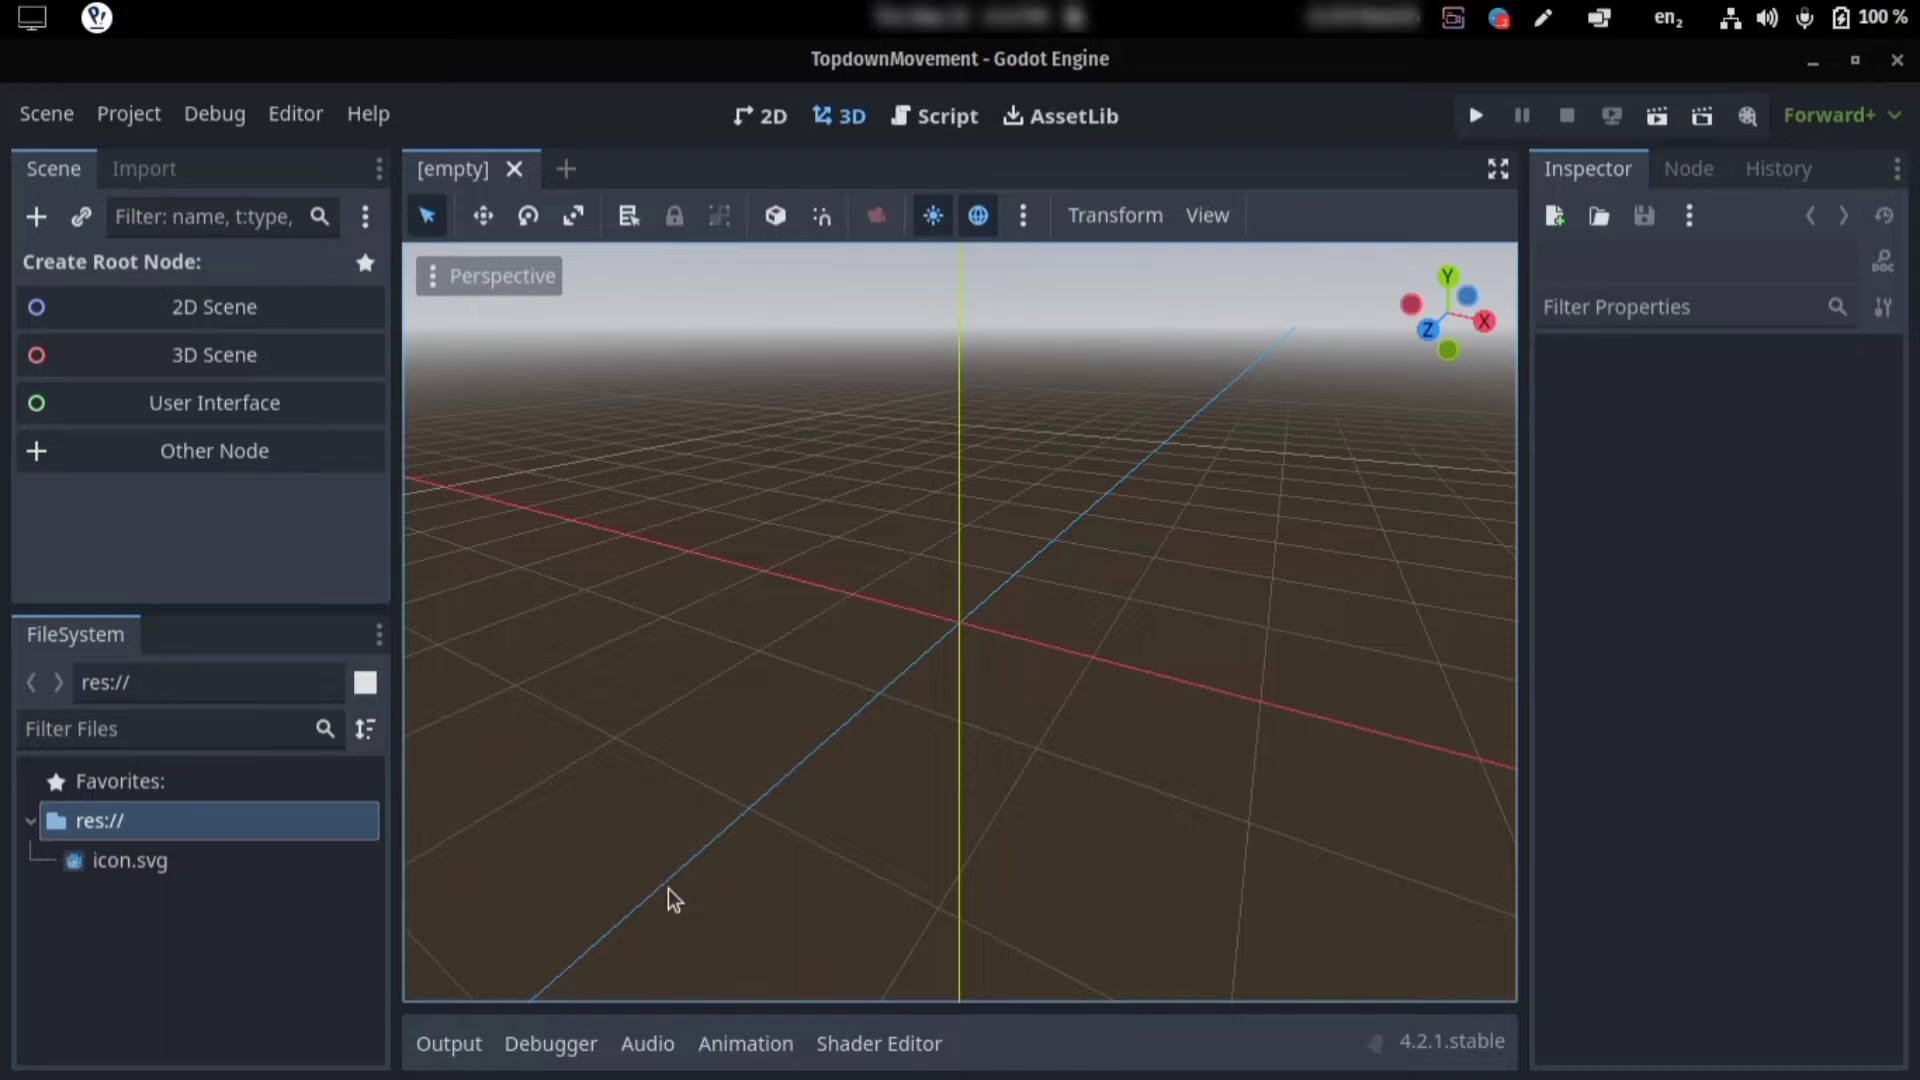 P!
2
en2
100 %
TopdownMovement - Godot Engine
Scene Project Debug Editor Help
2D 3D Script AssetLib
Forward+
Scene Import
[empty]
Inspector Node History
Filter: name, t:type,
Transform View
Create Root Node:
DOC
Perspective
Y
X
Z
Filter Properties
2D Scene
3D Scene
User Interface
Other Node
FileSystem
res://
Filter Files
Favorites:
res://
icon.svg
Output Debugger Audio Animation Shader Editor
4.2.1.stable